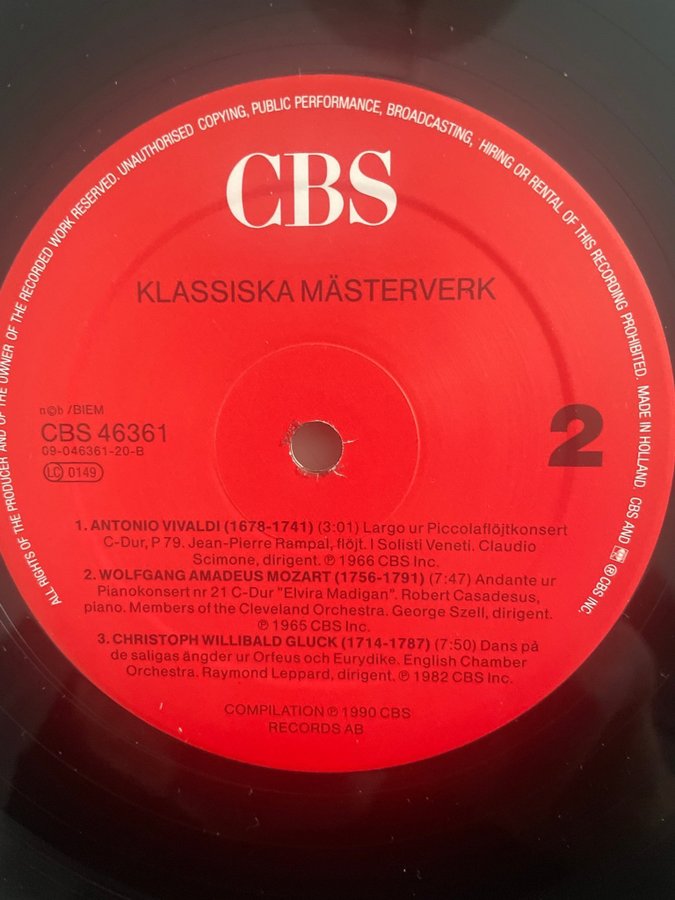 ALL RIGHTS OF THE PRODUCER AND OF THE OWNER OF THE RECORDED WORK RESERVED. UNAUTHORISED COPYING, PUBLIC PERFORMANCE, BROADCASTING, HIRING OR RENTAL OF THIS RECORDING PROHIBITED. MADE IN HOLLAND. CBS AND ® CBS INC.
CBS
KLASSISKA MÄSTERVERK
n©b /BIEM
CBS 46361
09-046361-20-B
LC 0149
2
1. ANTONIO VIVALDI (1678-1741) (3:01) Largo ur Piccolaflöjtkonsert
C-Dur, P 79. Jean-Pierre Rampal, flöjt. I Solisti Veneti. Claudio
Scimone, dirigent. ℗ 1966 CBS Inc.
2. WOLFGANG AMADEUS MOZART (1756-1791) (7:47) Andante ur
Pianokonsert nr 21 C-Dur "Elvira Madigan". Robert Casadesus,
piano. Members of the Cleveland Orchestra. George Szell, dirigent.
℗ 1965 CBS Inc.
3. CHRISTOPH WILLIBALD GLUCK (1714-1787) (7:50) Dans på
de saligas ängder ur Orfeus och Eurydike. English Chamber
Orchestra. Raymond Leppard, dirigent. ℗ 1982 CBS Inc.
COMPILATION ℗ 1990 CBS
RECORDS AB